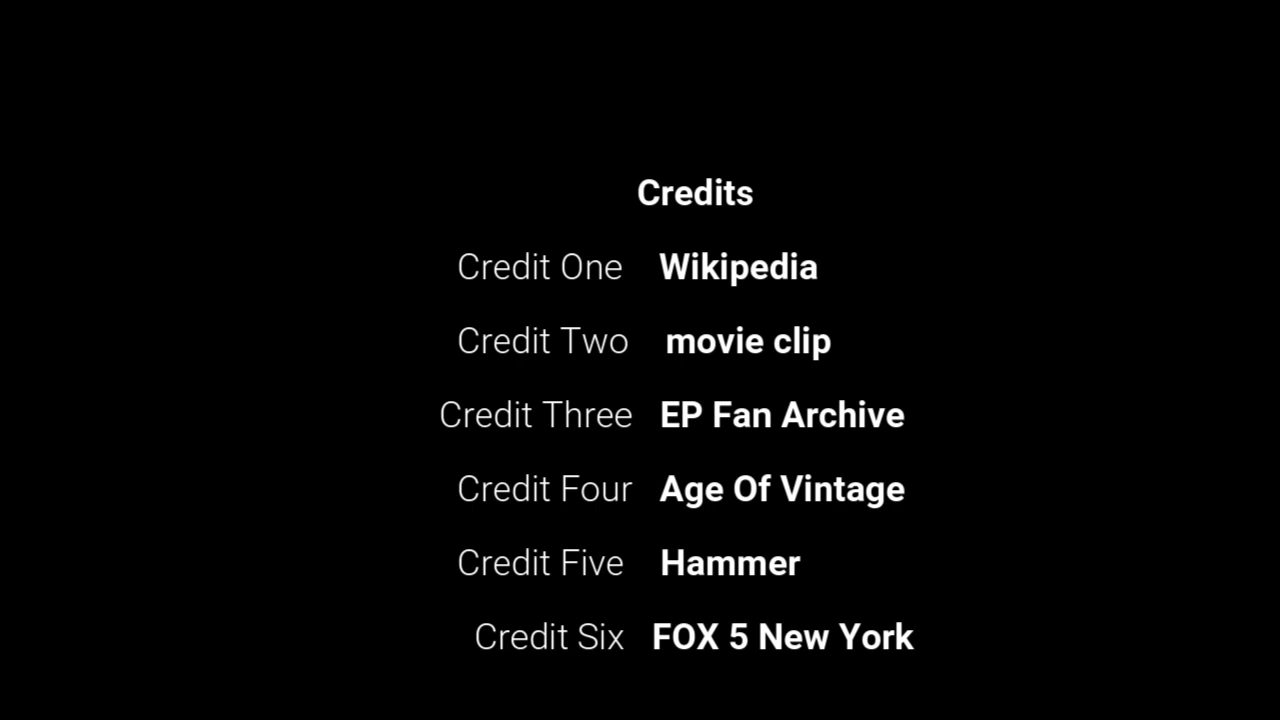 Credits
Credit One Wikipedia
Credit Two movie clip
Credit Three EP Fan Archive
Credit Four Age Of Vintage
Credit Five Hammer
Credit Six FOX 5 New York